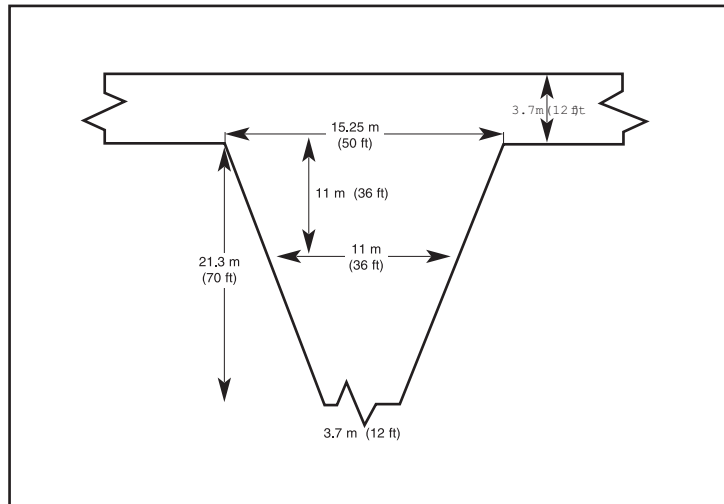 3.7m (12 ft)
15.25 m
(50 ft)
11 m (36 ft)
11 m
(36 ft)
21.3 m
(70 ft)
3.7 m (12 ft)